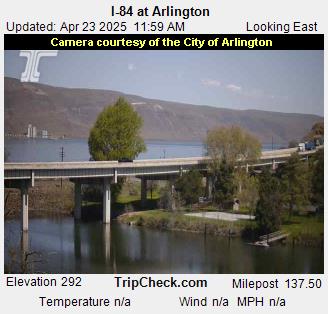 I-84 at Arlington
Updated: Apr 23 2025 11:59 AM Looking East
Camera courtesy of the City of Arlington
Elevation 292 TripCheck.com Milepost 137.50
Temperature n/a Wind n/a MPH n/a